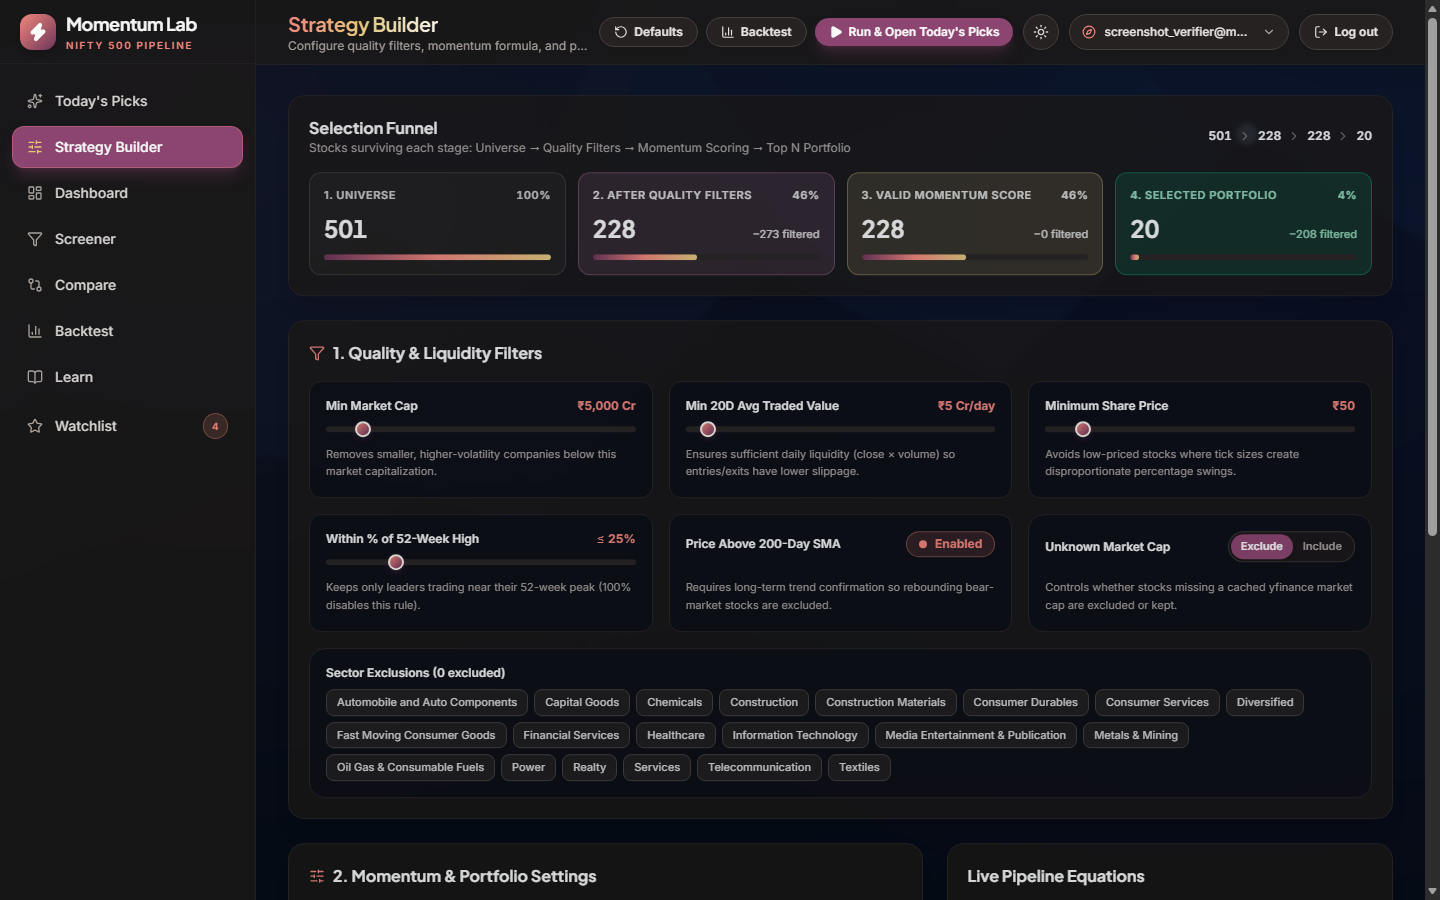 Momentum Lab
NIFTY 500 PIPELINE
Today's Picks
Strategy Builder
Dashboard
Screener
Compare
Backtest
Learn
Watchlist
4
Strategy Builder
Configure quality filters, momentum formula, and p...
Defaults
Backtest
Run & Open Today's Picks
screenshot_verifier@m...
Log out
Selection Funnel
Stocks surviving each stage: Universe → Quality Filters → Momentum Scoring → Top N Portfolio
501 > 228 > 228 > 20
1. UNIVERSE 100%
501
2. AFTER QUALITY FILTERS 46%
228 −273 filtered
3. VALID MOMENTUM SCORE 46%
228 −0 filtered
4. SELECTED PORTFOLIO 4%
20 −208 filtered
1. Quality & Liquidity Filters
Min Market Cap ₹5,000 Cr
Removes smaller, higher-volatility companies below this
market capitalization.
Min 20D Avg Traded Value ₹5 Cr/day
Ensures sufficient daily liquidity (close × volume) so
entries/exits have lower slippage.
Minimum Share Price ₹50
Avoids low-priced stocks where tick sizes create
disproportionate percentage swings.
Within % of 52-Week High ≤ 25%
Keeps only leaders trading near their 52-week peak (100%
disables this rule).
Price Above 200-Day SMA Enabled
Requires long-term trend confirmation so rebounding bear-
market stocks are excluded.
Unknown Market Cap Exclude Include
Controls whether stocks missing a cached yfinance market
cap are excluded or kept.
Sector Exclusions (0 excluded)
Automobile and Auto Components Capital Goods Chemicals Construction Construction Materials Consumer Durables Consumer Services Diversified
Fast Moving Consumer Goods Financial Services Healthcare Information Technology Media Entertainment & Publication Metals & Mining
Oil Gas & Consumable Fuels Power Realty Services Telecommunication Textiles
2. Momentum & Portfolio Settings
Live Pipeline Equations